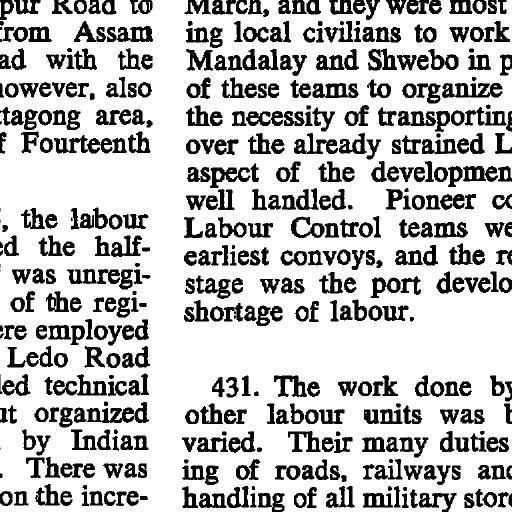 pur Road to
from Assam
ad with the
however, also
ttagong area,
f Fourteenth
, the labour
ed the half-
was unregi-
of the regi-
ere employed
Ledo Road
led technical
ut organized
by Indian
. There was
on the incre-
March, and they were most
ing local civilians to work
Mandalay and Shwebo in p
of these teams to organize
the necessity of transporting
over the already strained L
aspect of the developmen
well handled. Pioneer co
Labour Control teams we
earliest convoys, and the re
stage was the port develo
shortage of labour.
431. The work done by
other labour units was b
varied. Their many duties
ing of roads, railways and
handling of all military store